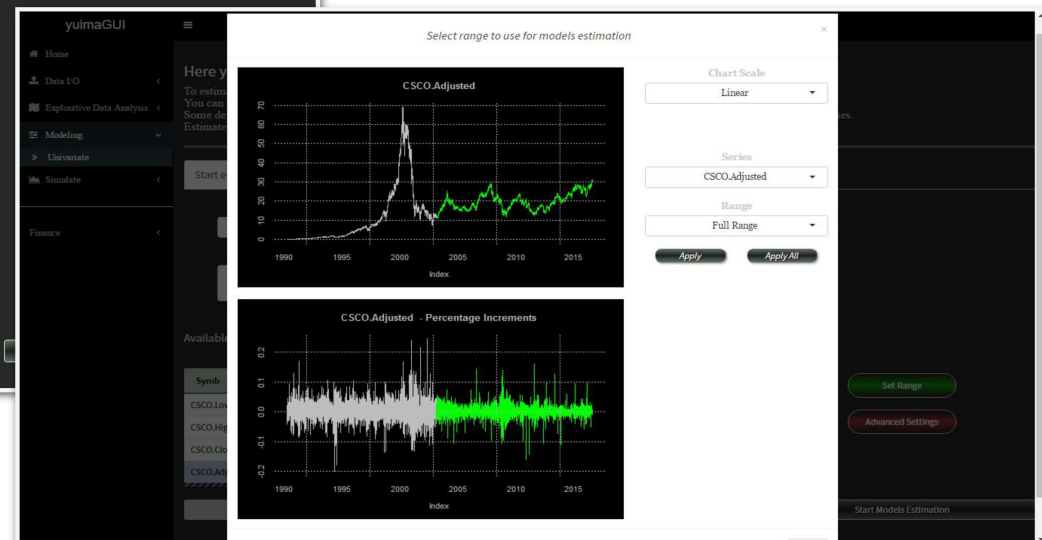 yuimaGUI
Home
Data I/O
Explorative Data Analysis
Modeling
Univariate
Simulate
Finance
Here y
To estim
You can
Some de
Estimate
ses.
Start e
Available
Symb
CSCO.Low
CSCO.Hig
CSCO.Clo
CSCO.Adj
Select range to use for models estimation
×
CSCO.Adjusted
70
60
50
40
30
20
10
0
1990 1995 2000 2005 2010 2015
Index
CSCO.Adjusted - Percentage Increments
0.2
0.1
0.0
-0.1
-0.2
1990 1995 2000 2005 2010 2015
Index
Chart Scale
Linear
Series
CSCO.Adjusted
Range
Full Range
Apply Apply All
Set Range
Advanced Settings
Start Models Estimation